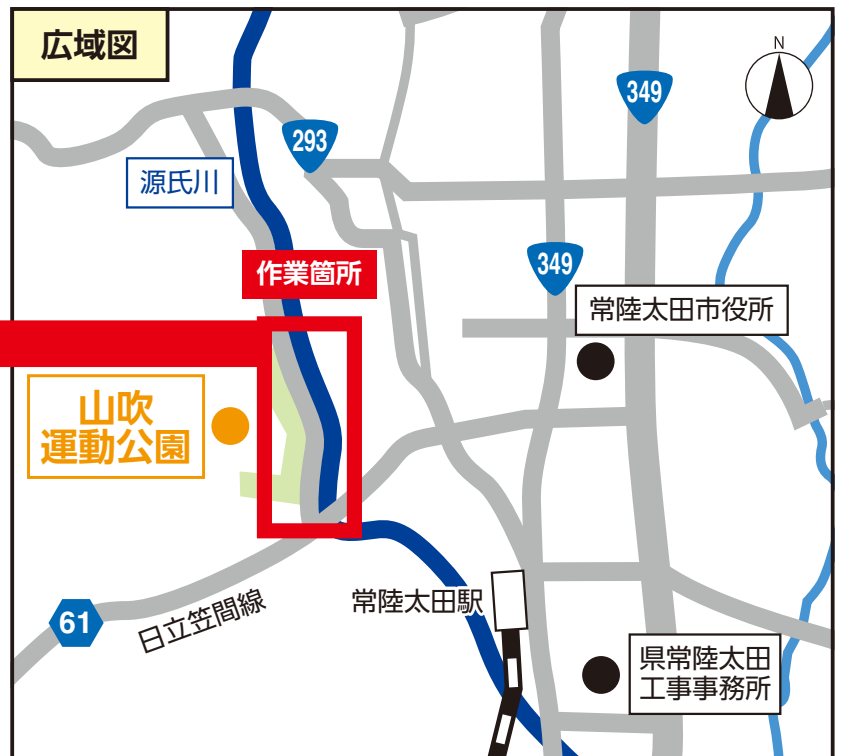 広域図
N
349
293
源氏川
349
作業箇所
常陸太田市役所
山吹
運動公園
常陸太田駅
61
日立笠間線
県常陸太田
工事事務所